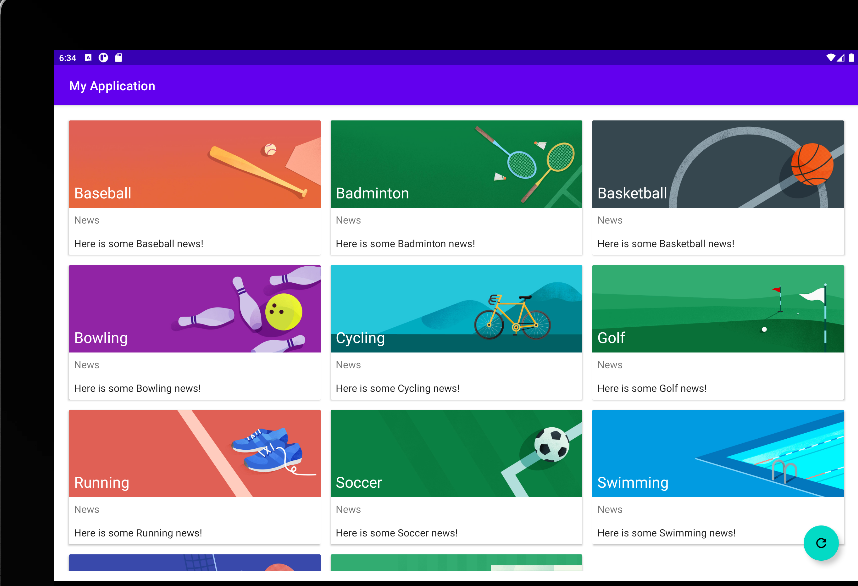 6:34
My Application
Baseball
News
Here is some Baseball news!
Badminton
News
Here is some Badminton news!
Basketball
News
Here is some Basketball news!
Bowling
News
Here is some Bowling news!
Cycling
News
Here is some Cycling news!
Golf
News
Here is some Golf news!
Running
News
Here is some Running news!
Soccer
News
Here is some Soccer news!
Swimming
News
Here is some Swimming news!